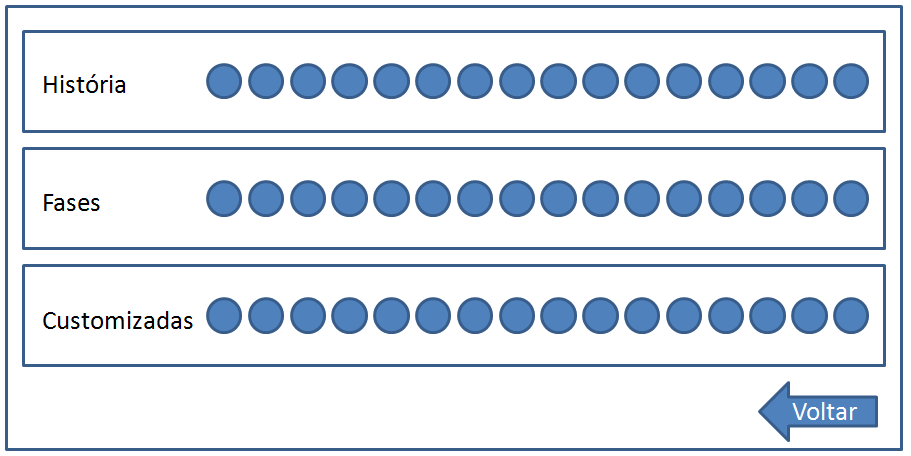 História
Fases
Customizadas
Voltar